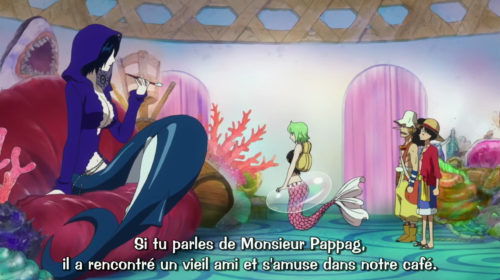 Si tu parles de Monsieur Pappag,
il a rencontré un vieil ami et s'amuse dans notre café.